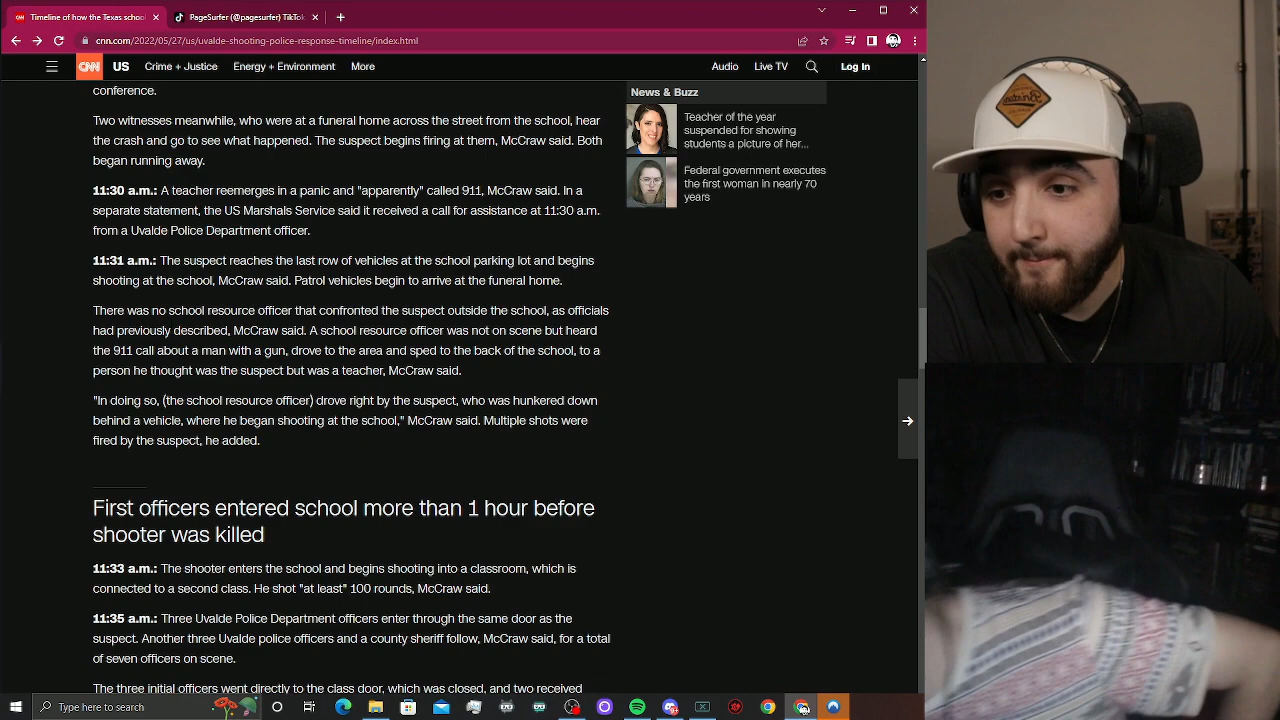 Timeline of how the Texas school
PageSurfer (@pagesurfer) TikTok
cnn.com/2022/05/27/us/uvalde-shooting-police-response-timeline/index.html
CNN US Crime + Justice Energy + Environment More Audio Live TV Log In
conference.
Two witnesses meanwhile, who were at a funeral home across the street from the school, hear
the crash and go to see what happened. The suspect begins firing at them, McCraw said. Both
began running away.
11:30 a.m.: A teacher reemerges in a panic and "apparently" called 911, McCraw said. In a
separate statement, the US Marshals Service said it received a call for assistance at 11:30 a.m.
from a Uvalde Police Department officer.
11:31 a.m.: The suspect reaches the last row of vehicles at the school parking lot and begins
shooting at the school, McCraw said. Patrol vehicles begin to arrive at the funeral home.
There was no school resource officer that confronted the suspect outside the school, as officials
had previously described, McCraw said. A school resource officer was not on scene but heard
the 911 call about a man with a gun, drove to the area and sped to the back of the school, to a
person he thought was the suspect but was a teacher, McCraw said.
"In doing so, (the school resource officer) drove right by the suspect, who was hunkered down
behind a vehicle, where he began shooting at the school," McCraw said. Multiple shots were
fired by the suspect, he added.
First officers entered school more than 1 hour before
shooter was killed
11:33 a.m.: The shooter enters the school and begins shooting into a classroom, which is
connected to a second class. He shot "at least" 100 rounds, McCraw said.
11:35 a.m.: Three Uvalde Police Department officers enter through the same door as the
suspect. Another three Uvalde police officers and a county sheriff follow, McCraw said, for a total
of seven officers on scene.
The three initial officers went directly to the class door, which was closed, and two received
News & Buzz
Teacher of the year
suspended for showing
students a picture of her...
Federal government executes
the first woman in nearly 70
years
Type here to search
Brixton